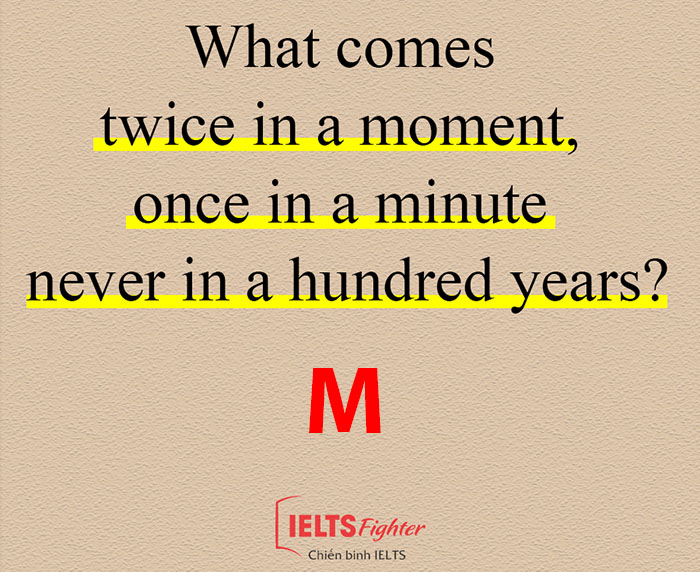 What comes
twice in a moment,
once in a minute
never in a hundred years?
M
IELTS Fighter
Chiến binh IELTS